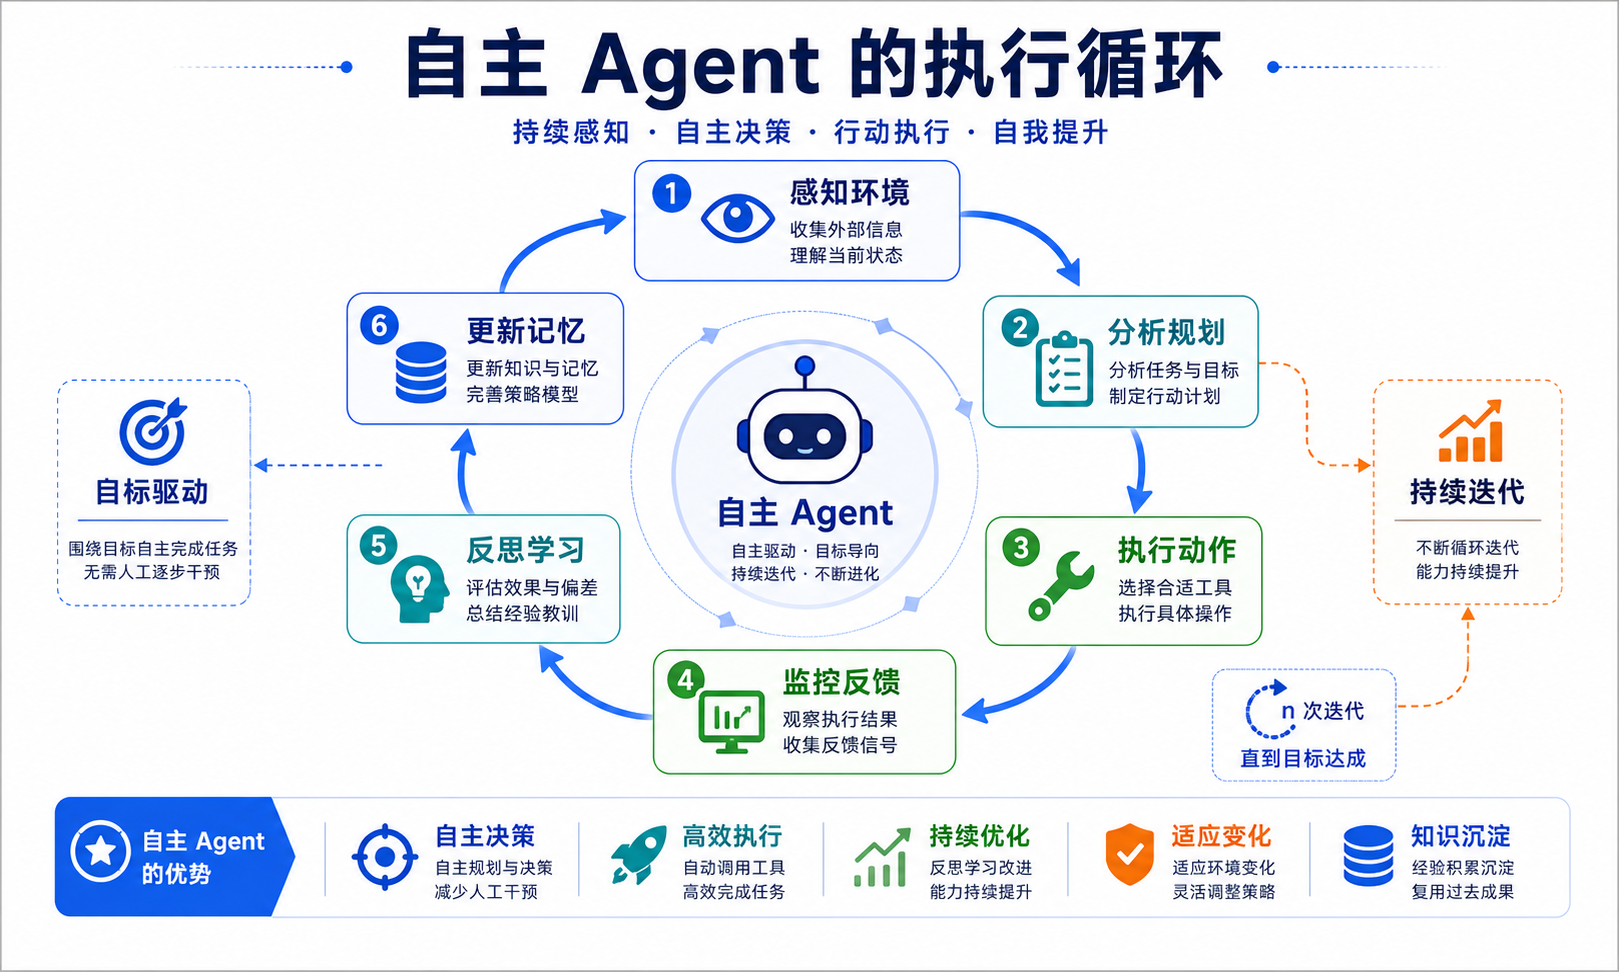 自主 Agent 的执行循环
持续感知 · 自主决策 · 行动执行 · 自我提升
1
感知环境
收集外部信息
理解当前状态
2
分析规划
分析任务与目标
制定行动计划
3
执行动作
选择合适工具
执行具体操作
4
监控反馈
观察执行结果
收集反馈信号
5
反思学习
评估效果与偏差
总结经验教训
6
更新记忆
更新知识与记忆
完善策略模型
自主 Agent
自主驱动 · 目标导向
持续迭代 · 不断进化
目标驱动
围绕目标自主完成任务
无需人工逐步干预
持续迭代
不断循环迭代
能力持续提升
n 次迭代
直到目标达成
自主 Agent
的优势
自主决策
自主规划与决策
减少人工干预
高效执行
自动调用工具
高效完成任务
持续优化
反思学习改进
能力持续提升
适应变化
适应环境变化
灵活调整策略
知识沉淀
经验积累沉淀
复用过去成果